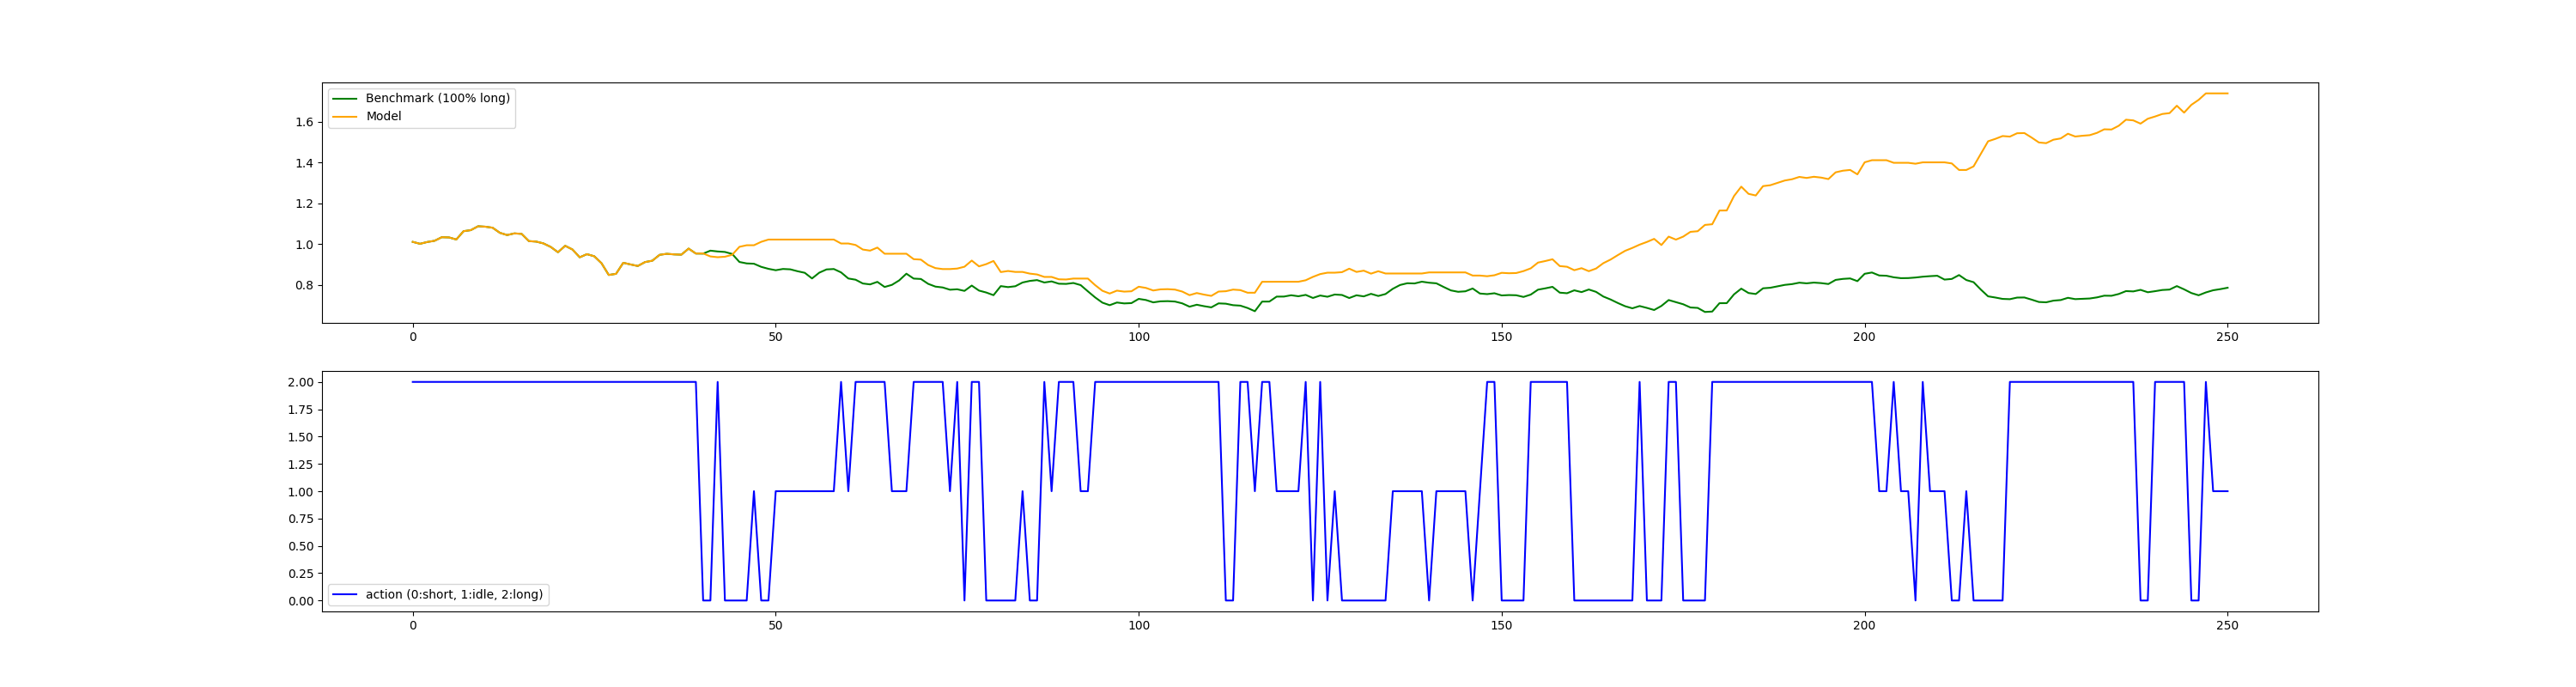 Benchmark (100% long)
Model
1.6
1.4
1.2
1.0
0.8
0 50 100 150 200 250
2.00
1.75
1.50
1.25
1.00
0.75
0.50
0.25
0.00
action (0:short, 1:idle, 2:long)
0 50 100 150 200 250